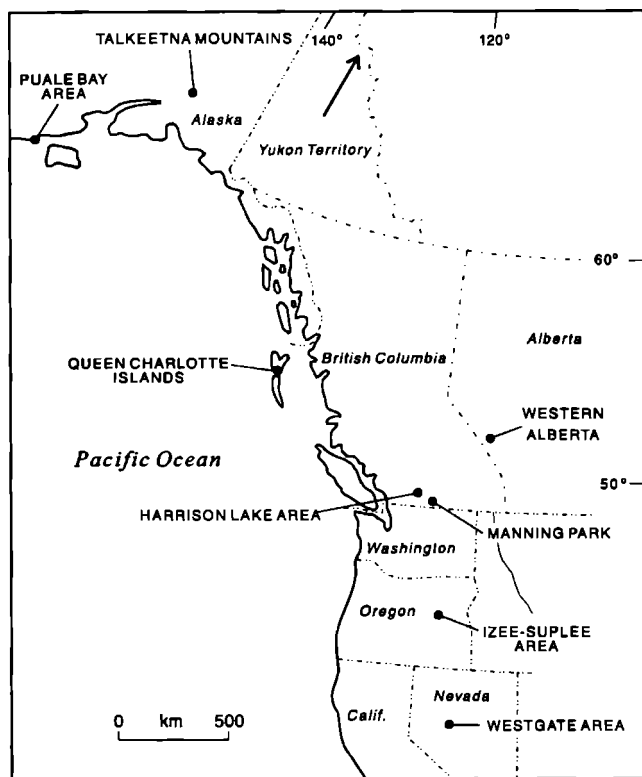 TALKEETNA MOUNTAINS
140°
120°
PUALE BAY
AREA
Alaska
Yukon Territory
60°
QUEEN CHARLOTTE
ISLANDS
British Columbia
Alberta
WESTERN
ALBERTA
Pacific Ocean
50°
HARRISON LAKE AREA
MANNING PARK
Washington
Oregon
IZEE-SUPLEE
AREA
0 km 500
Calif.
Nevada
WESTGATE AREA